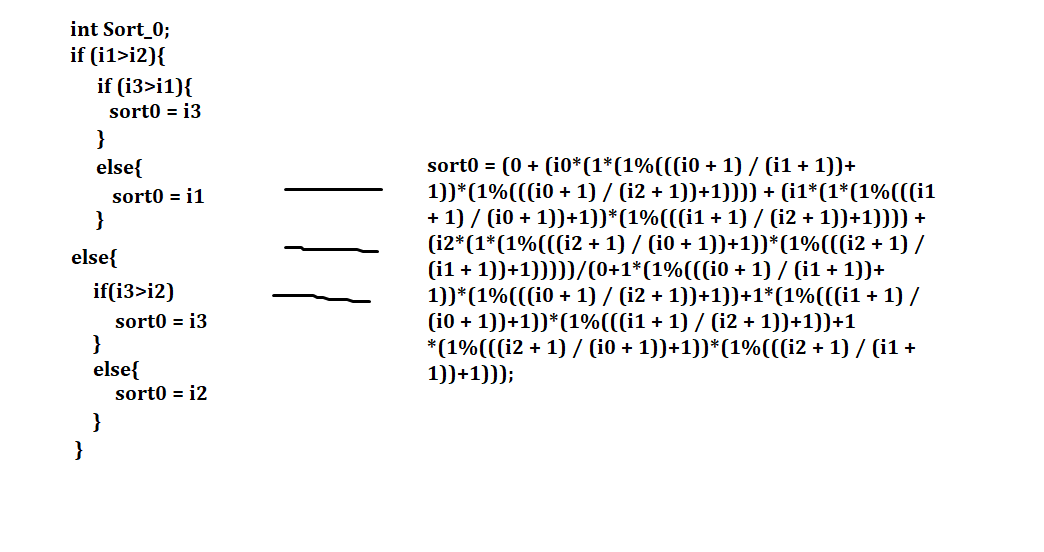 int Sort_0;
if (i1>i2){
if (i3>i1){
sort0 = i3
}
else{
sort0 = i1
}
else{
if(i3>i2)
sort0 = i3
}
else{
sort0 = i2
}
}
sort0 = (0 + (i0*(1*(1%(((i0 + 1) / (i1 + 1))+
1))*(1%(((i0 + 1) / (i2 + 1))+1)))) + (i1*(1*(1%(((i1
+ 1) / (i0 + 1))+1))*(1%(((i1 + 1) / (i2 + 1))+1)))) +
(i2*(1*(1%(((i2 + 1) / (i0 + 1))+1))*(1%(((i2 + 1) /
(i1 + 1))+1)))))/(0+1*(1%(((i0 + 1) / (i1 + 1))+
1))*(1%(((i0 + 1) / (i2 + 1))+1))+1*(1%(((i1 + 1) /
(i0 + 1))+1))*(1%(((i1 + 1) / (i2 + 1))+1))+1
*(1%(((i2 + 1) / (i0 + 1))+1))*(1%(((i2 + 1) / (i1 +
1))+1)));